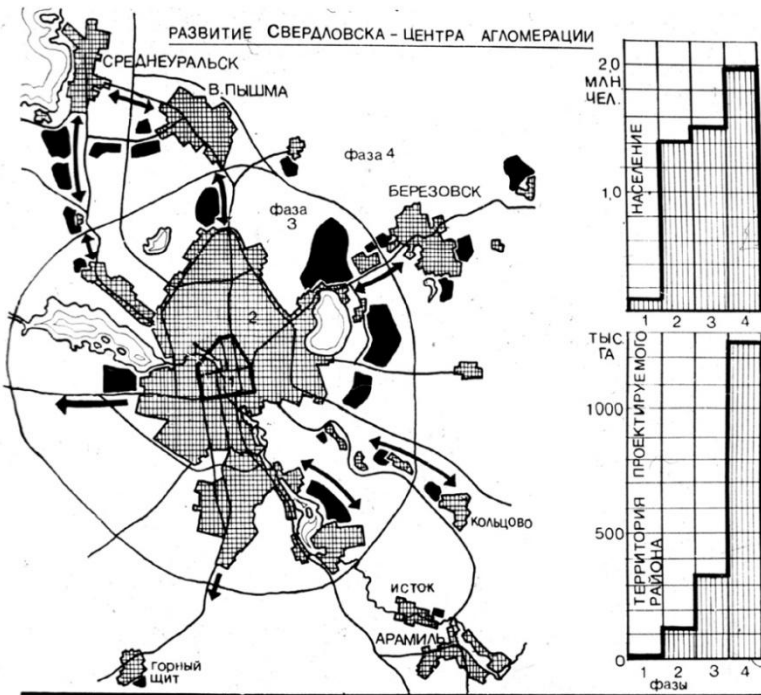 РАЗВИТИЕ СВЕРДЛОВСКА - ЦЕНТРА АГЛОМЕРАЦИИ
СРЕДНЕУРАЛЬСК
В. ПЫШМА
фаза 4
фаза
3
БЕРЕЗОВСК
2
1
КОЛЬЦОВО
ИСТОК
АРАМИЛЬ
ГОРНЫЙ
ЩИТ
2,0
МЛН
ЧЕЛ.
1,0
НАСЕЛЕНИЕ
1 2 3 4
ТЫС.
ГА
1000
500
0
ТЕРРИТОРИЯ ПРОЕКТИРУЕМОГО
РАЙОНА
1 2 3 4
фазы